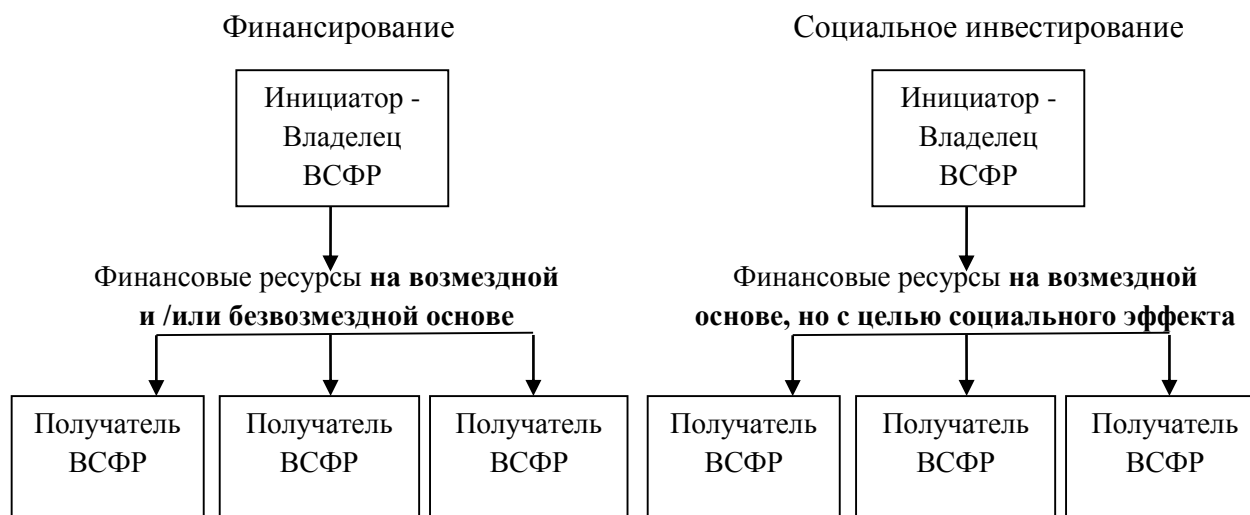 Финансирование
Инициатор -
Владелец
ВСФР
Финансовые ресурсы на возмездной
и /или безвозмездной основе
Получатель
ВСФР
Получатель
ВСФР
Получатель
ВСФР
Социальное инвестирование
Инициатор -
Владелец
ВСФР
Финансовые ресурсы на возмездной
основе, но с целью социального эффекта
Получатель
ВСФР
Получатель
ВСФР
Получатель
ВСФР